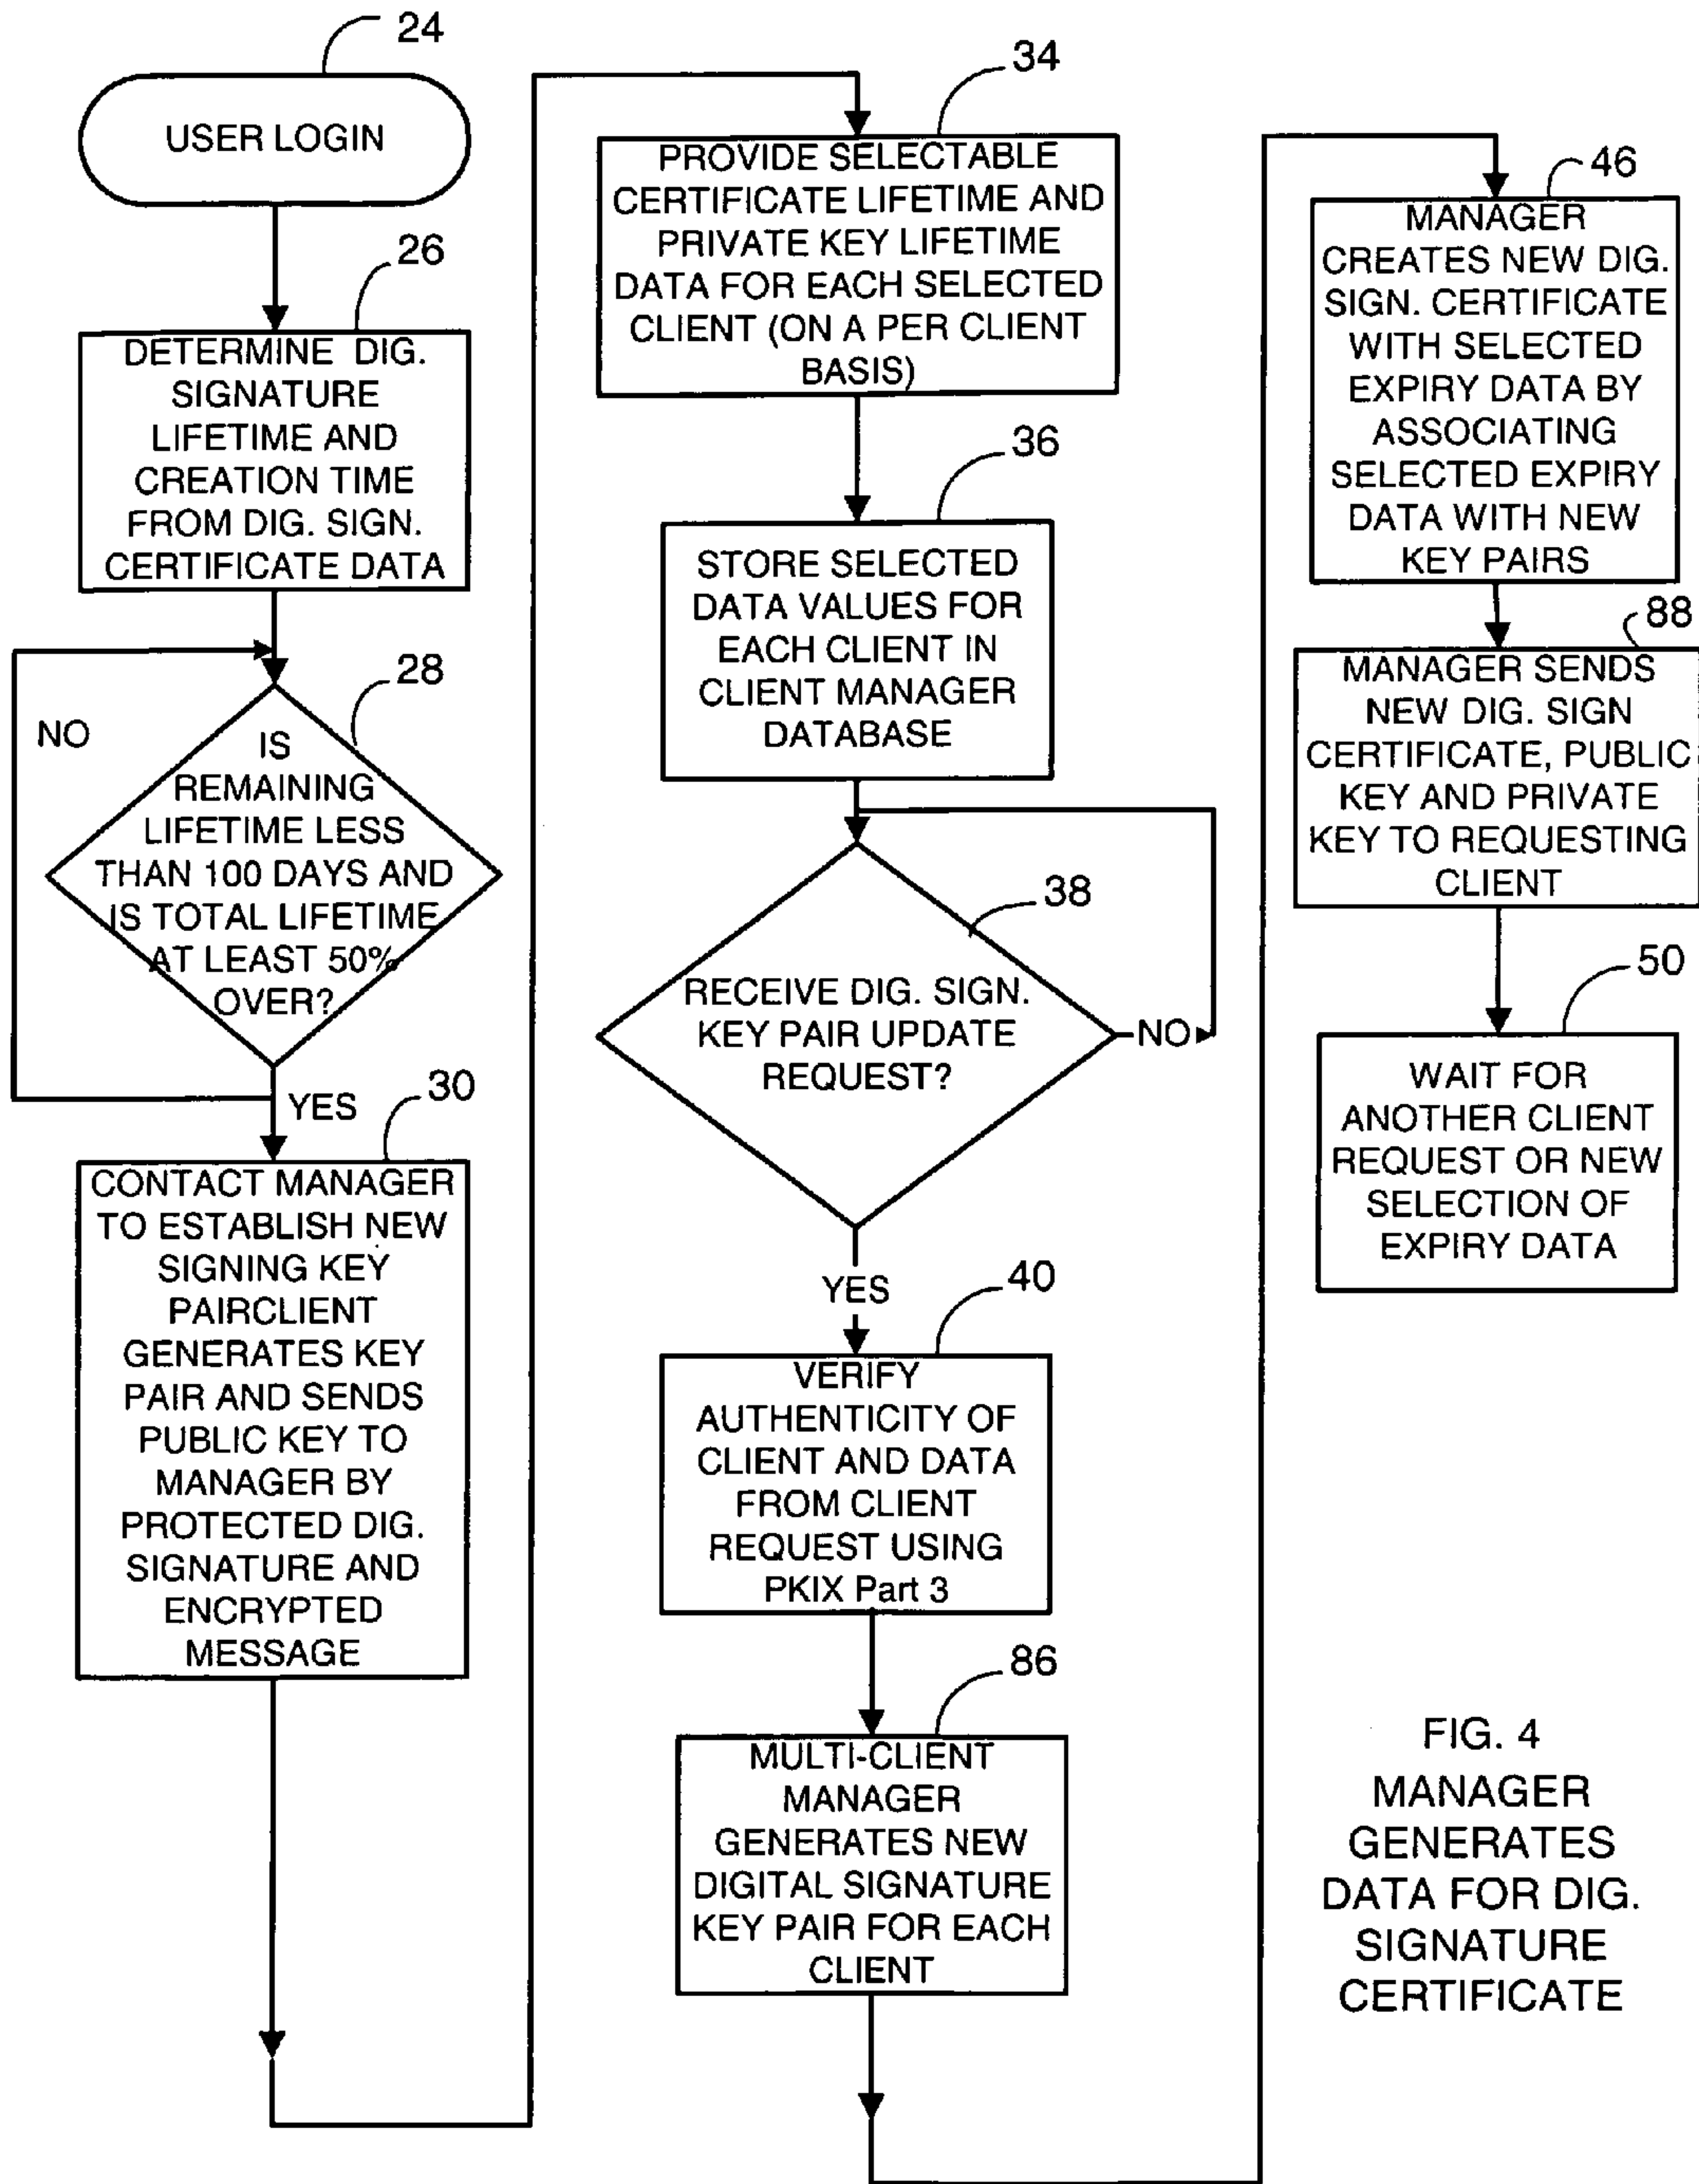 24
USER LOGIN
26
DETERMINE DIG.
SIGNATURE
LIFETIME AND
CREATION TIME
FROM DIG. SIGN.
CERTIFICATE DATA
28
NO
IS
REMAINING
LIFETIME LESS
THAN 100 DAYS AND
IS TOTAL LIFETIME
AT LEAST 50%
OVER?
YES
30
CONTACT MANAGER
TO ESTABLISH NEW
SIGNING KEY
PAIRCLIENT
GENERATES KEY
PAIR AND SENDS
PUBLIC KEY TO
MANAGER BY
PROTECTED DIG.
SIGNATURE AND
ENCRYPTED
MESSAGE
34
PROVIDE SELECTABLE
CERTIFICATE LIFETIME AND
PRIVATE KEY LIFETIME
DATA FOR EACH SELECTED
CLIENT (ON A PER CLIENT
BASIS)
36
STORE SELECTED
DATA VALUES FOR
EACH CLIENT IN
CLIENT MANAGER
DATABASE
38
RECEIVE DIG. SIGN.
KEY PAIR UPDATE
REQUEST?
NO
YES
40
VERIFY
AUTHENTICITY OF
CLIENT AND DATA
FROM CLIENT
REQUEST USING
PKIX Part 3
86
MULTI-CLIENT
MANAGER
GENERATES NEW
DIGITAL SIGNATURE
KEY PAIR FOR EACH
CLIENT
46
MANAGER
CREATES NEW DIG.
SIGN. CERTIFICATE
WITH SELECTED
EXPIRY DATA BY
ASSOCIATING
SELECTED EXPIRY
DATA WITH NEW
KEY PAIRS
88
MANAGER SENDS
NEW DIG. SIGN
CERTIFICATE, PUBLIC
KEY AND PRIVATE
KEY TO REQUESTING
CLIENT
50
WAIT FOR
ANOTHER CLIENT
REQUEST OR NEW
SELECTION OF
EXPIRY DATA
FIG. 4
MANAGER
GENERATES
DATA FOR DIG.
SIGNATURE
CERTIFICATE